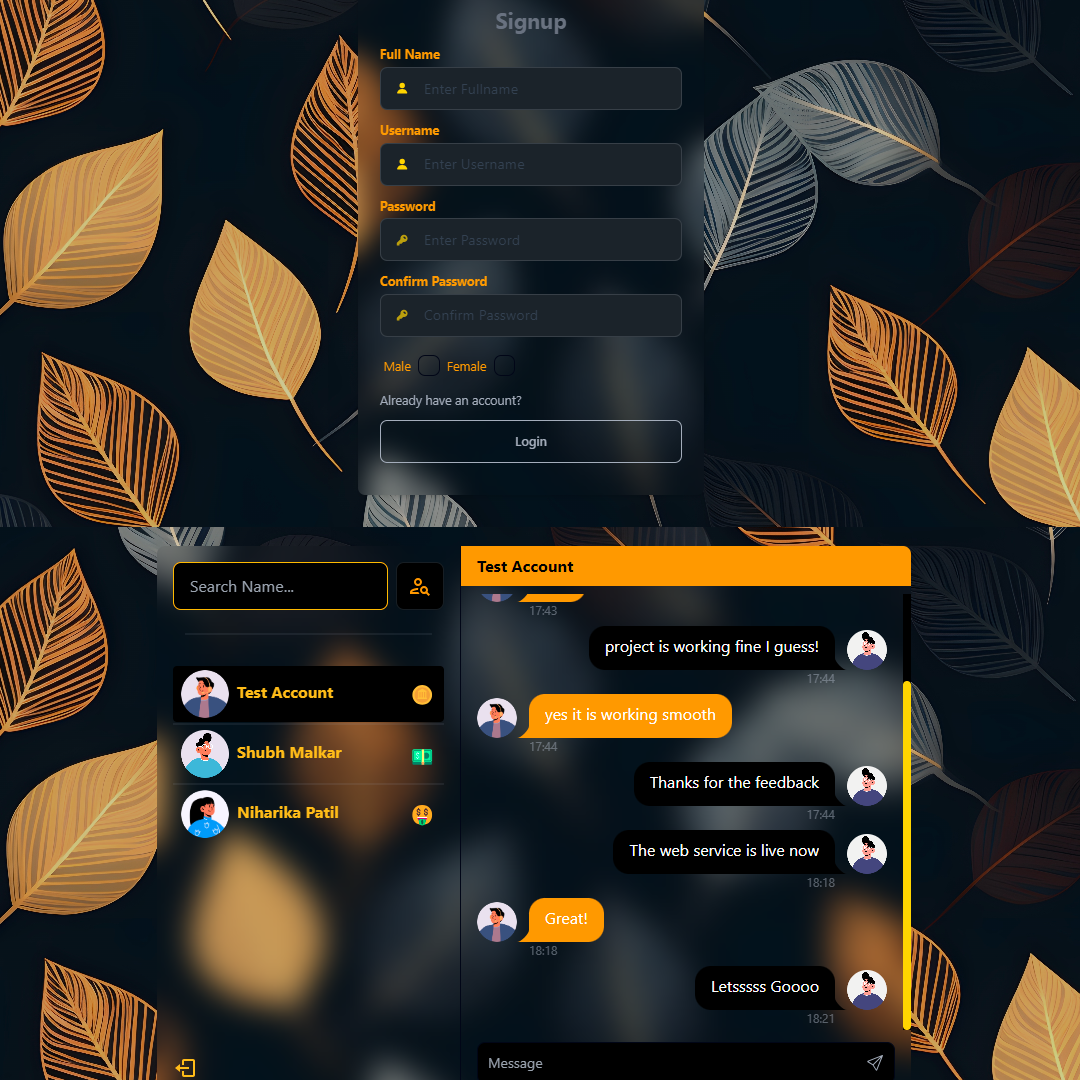 Signup
Full Name
Enter Fullname
Username
Enter Username
Password
Enter Password
Confirm Password
Confirm Password
Male Female
Already have an account?
Login
Search Name...
Test Account
Shubh Malkar
Niharika Patil
Test Account
17:43
project is working fine I guess!
17:44
yes it is working smooth
17:44
Thanks for the feedback
17:44
The web service is live now
18:18
Great!
18:18
Letsssss Goooo
18:21
Message